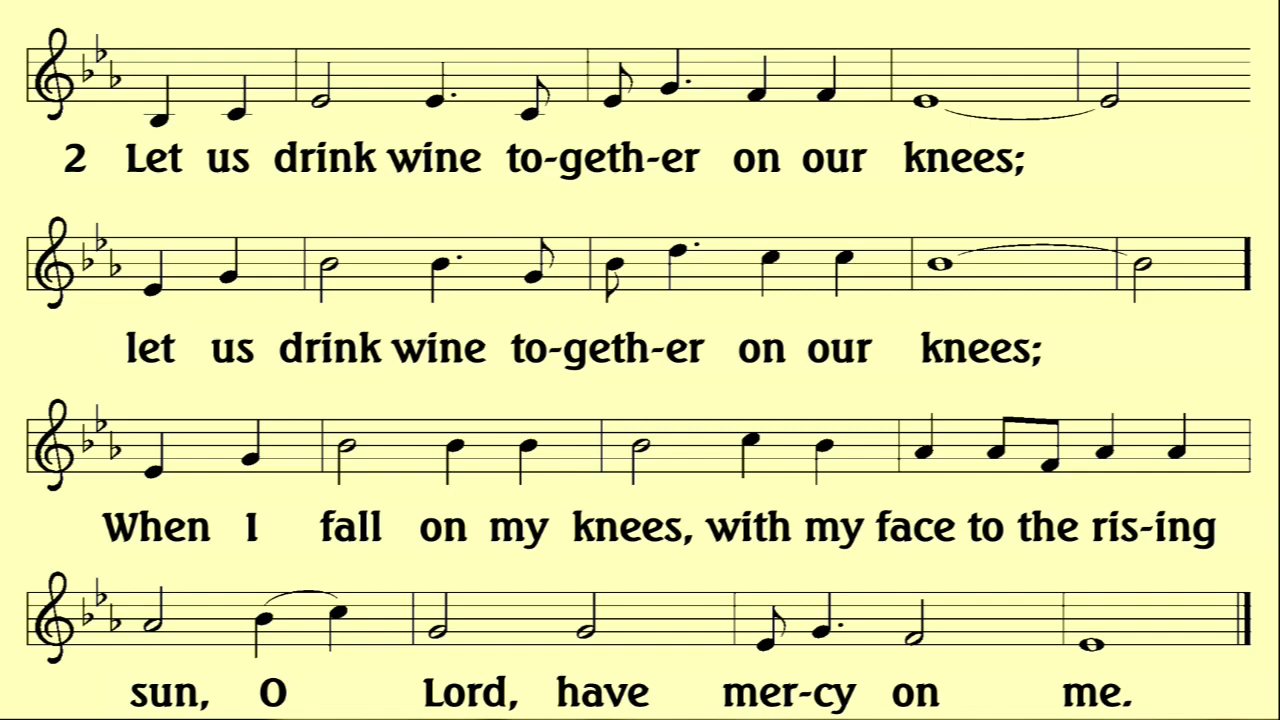 2 Let us drink wine to-geth-er on our knees;
let us drink wine to-geth-er on our knees;
When I fall on my knees, with my face to the ris-ing
sun, O Lord, have mer-cy on me.